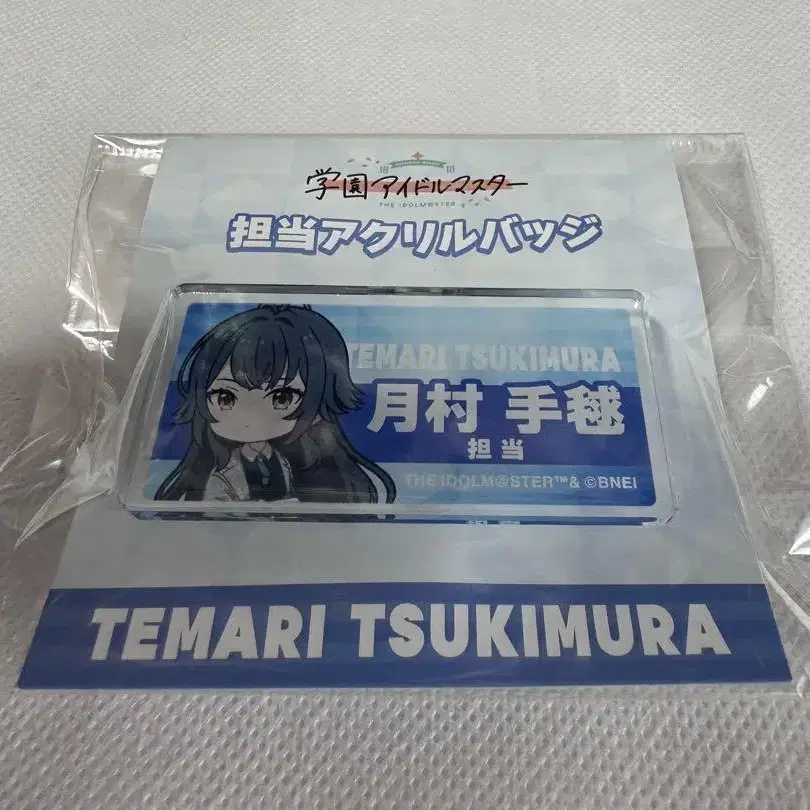 学園アイドルマスター
THE IDOLM@STER
担当アクリルバッジ
TEMARI TSUKIMURA
月村 手毬
担当
THE IDOLM@STER™& ©BNEI
TEMARI TSUKIMURA